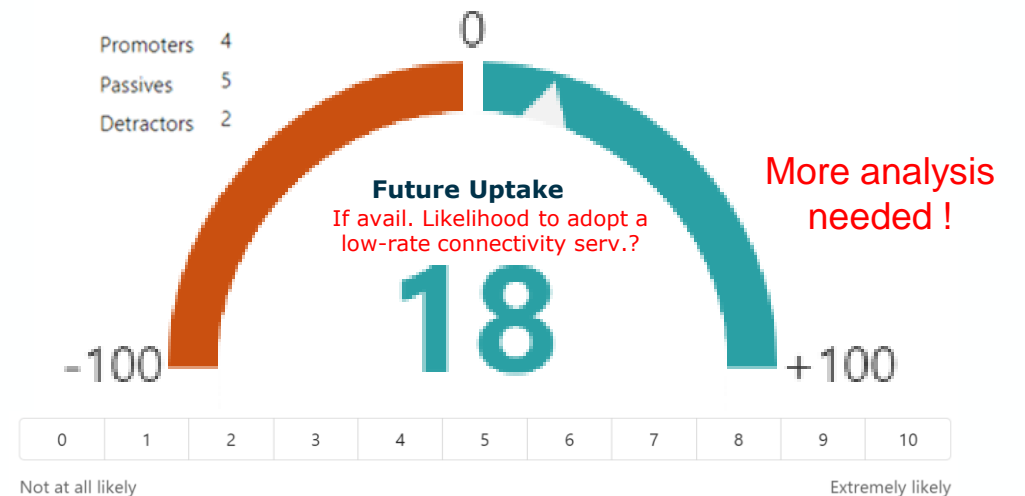 0
Promoters 4
Passives 5
Detractors 2
More analysis
needed !
Future Uptake
If avail. Likelihood to adopt a
low-rate connectivity serv.?
18
-100
+100
0 1 2 3 4 5 6 7 8 9 10
Not at all likely Extremely likely